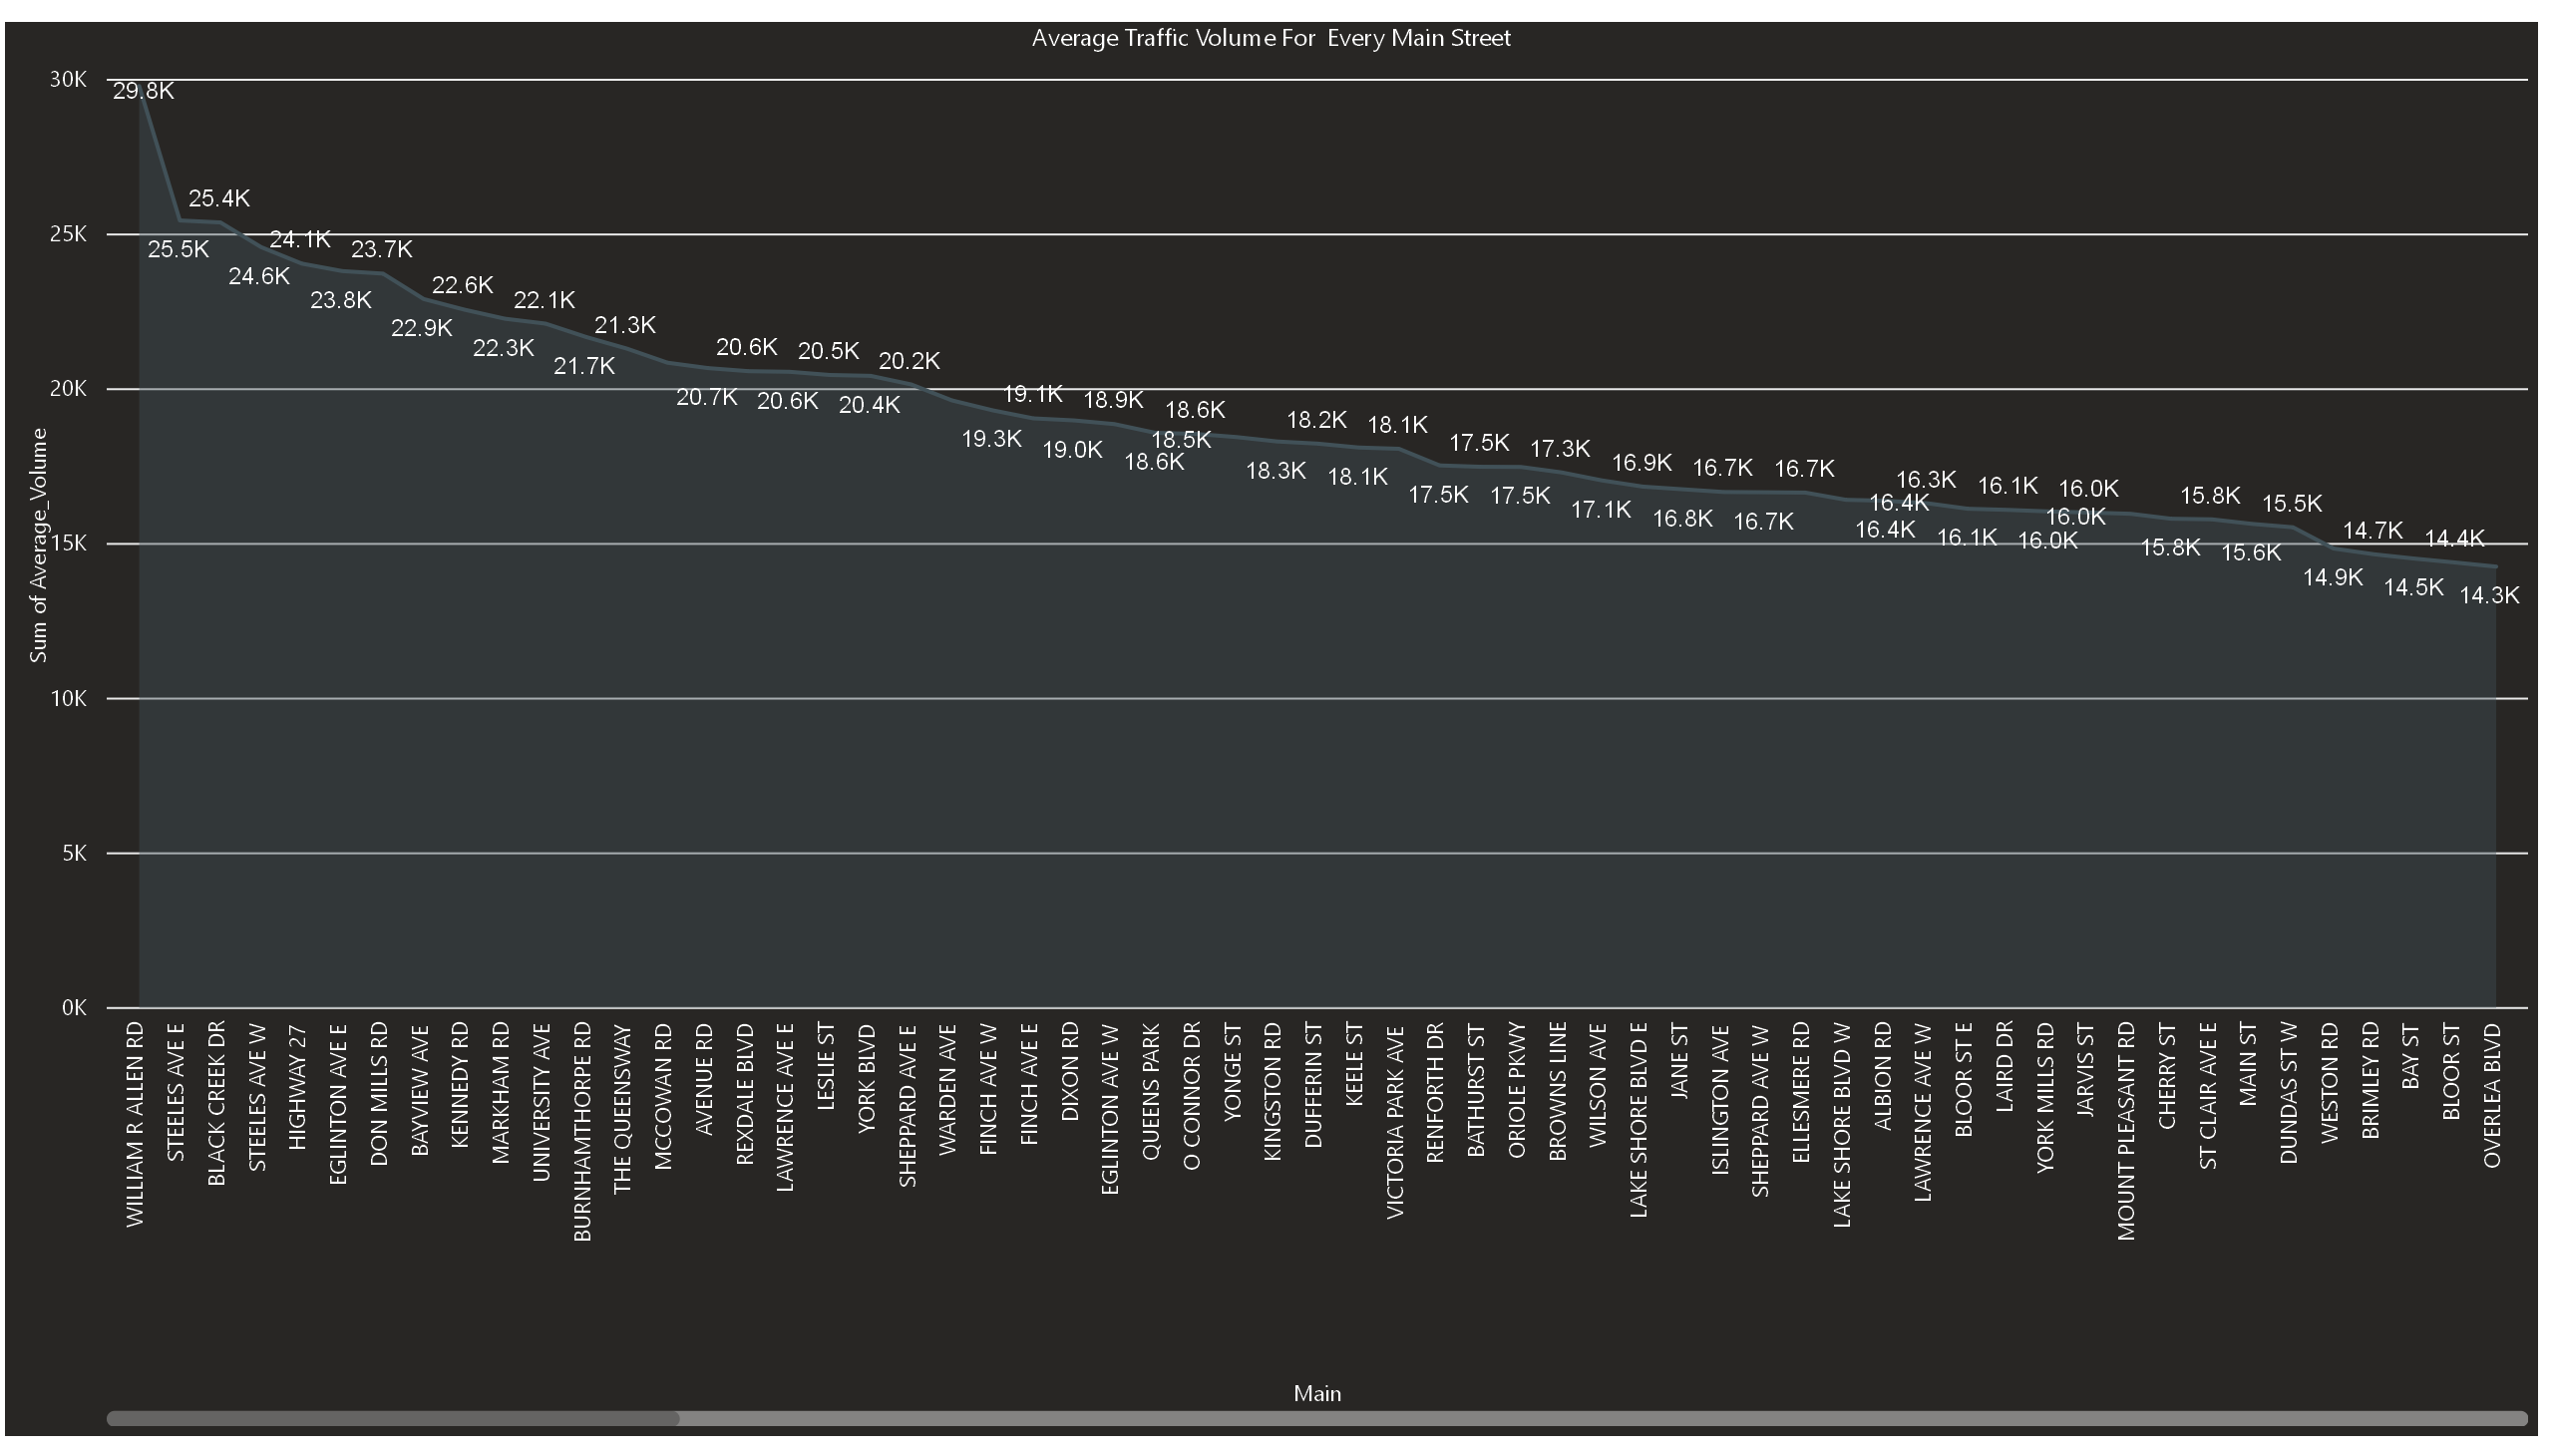 Average Traffic Volume For  Every Main Street
Sum of Average_Volume
30K
25K
20K
15K
10K
5K
0K
29.8K
25.5K
25.4K
24.6K
24.1K
23.8K
23.7K
22.9K
22.6K
22.3K
22.1K
21.7K
21.3K
20.7K
20.6K
20.6K
20.5K
20.4K
20.2K
19.3K
19.1K
19.0K
18.9K
18.6K
18.6K
18.5K
18.3K
18.2K
18.1K
18.1K
17.5K
17.5K
17.5K
17.3K
17.1K
16.9K
16.8K
16.7K
16.7K
16.7K
16.4K
16.4K
16.3K
16.1K
16.1K
16.0K
16.0K
16.0K
15.8K
15.8K
15.6K
15.5K
14.9K
14.7K
14.5K
14.4K
14.3K
WILLIAM R ALLEN RD
STEELES AVE E
BLACK CREEK DR
STEELES AVE W
HIGHWAY 27
EGLINTON AVE E
DON MILLS RD
BAYVIEW AVE
KENNEDY RD
MARKHAM RD
UNIVERSITY AVE
BURNHAMTHORPE RD
THE QUEENSWAY
MCCOWAN RD
AVENUE RD
REXDALE BLVD
LAWRENCE AVE E
LESLIE ST
YORK BLVD
SHEPPARD AVE E
WARDEN AVE
FINCH AVE W
FINCH AVE E
DIXON RD
EGLINTON AVE W
QUEENS PARK
O CONNOR DR
YONGE ST
KINGSTON RD
DUFFERIN ST
KEELE ST
VICTORIA PARK AVE
RENFORTH DR
BATHURST ST
ORIOLE PKWY
BROWNS LINE
WILSON AVE
LAKE SHORE BLVD E
JANE ST
ISLINGTON AVE
SHEPPARD AVE W
ELLESMERE RD
LAKE SHORE BLVD W
ALBION RD
LAWRENCE AVE W
BLOOR ST E
LAIRD DR
YORK MILLS RD
JARVIS ST
MOUNT PLEASANT RD
CHERRY ST
ST CLAIR AVE E
MAIN ST
DUNDAS ST W
WESTON RD
BRIMLEY RD
BAY ST
BLOOR ST
OVERLEA BLVD
Main